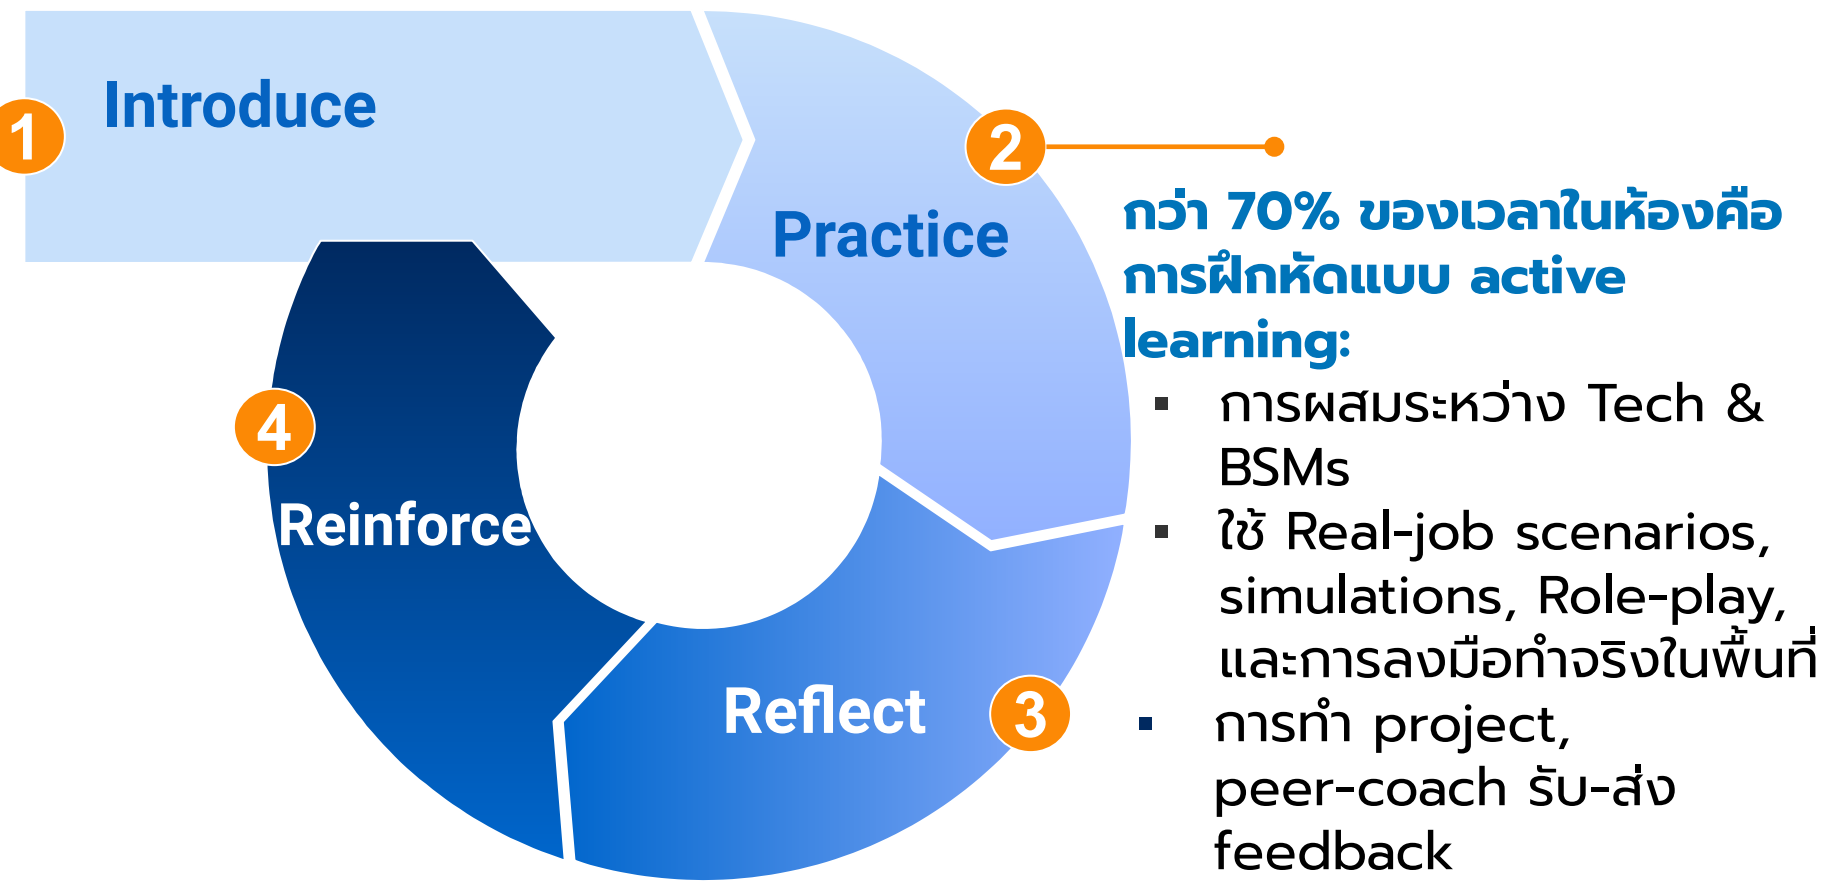 1
Introduce
2
Practice
กว่า 70% ของเวลาในห้องคือ
การฝึกหัดแบบ active
learning:
▪ การผสมระหว่าง Tech &
BSMs
▪ ใช้ Real-job scenarios,
simulations, Role-play,
และการลงมือทำจริงในพื้นที่
▪ การทำ project,
peer-coach รับ-ส่ง
feedback
3
Reflect
4
Reinforce